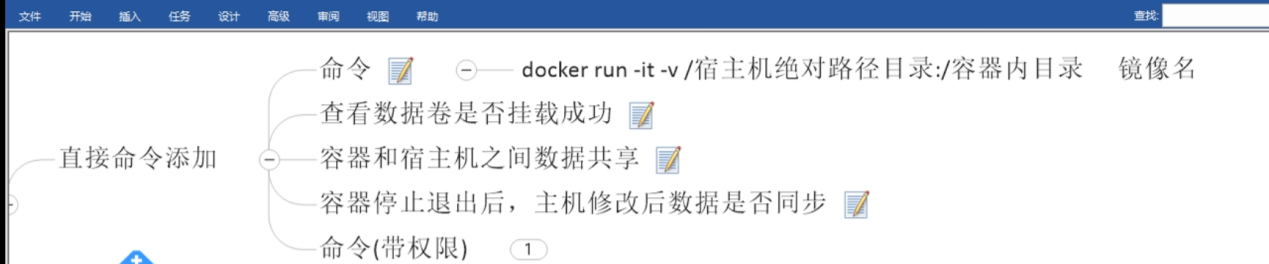 文件 开始 插入 任务 设计 高级 审阅 视图 帮助 查找:
命令 docker run -it -v /宿主机绝对路径目录:/容器内目录 镜像名
查看数据卷是否挂载成功
直接命令添加
容器和宿主机之间数据共享
容器停止退出后，主机修改后数据是否同步
命令(带权限) 1